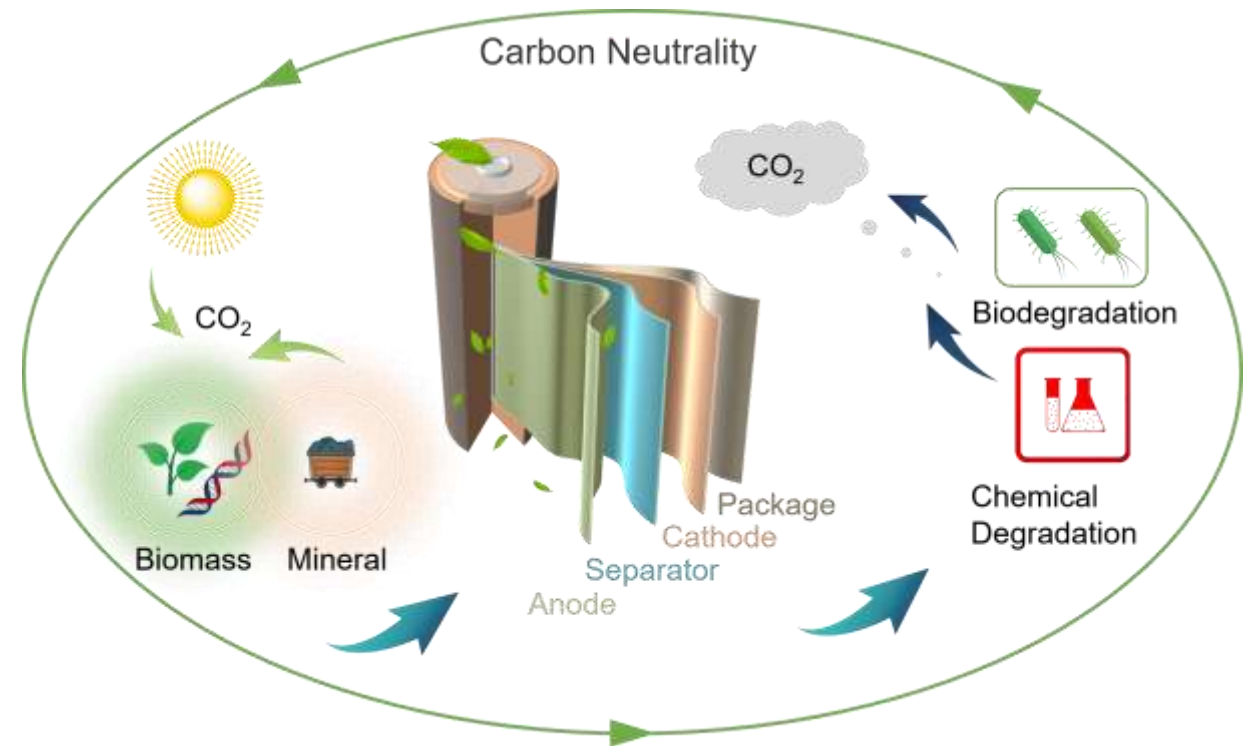 Carbon Neutrality
CO₂
CO₂
Biodegradation
Chemical
Degradation
Biomass
Mineral
Package
Cathode
Separator
Anode